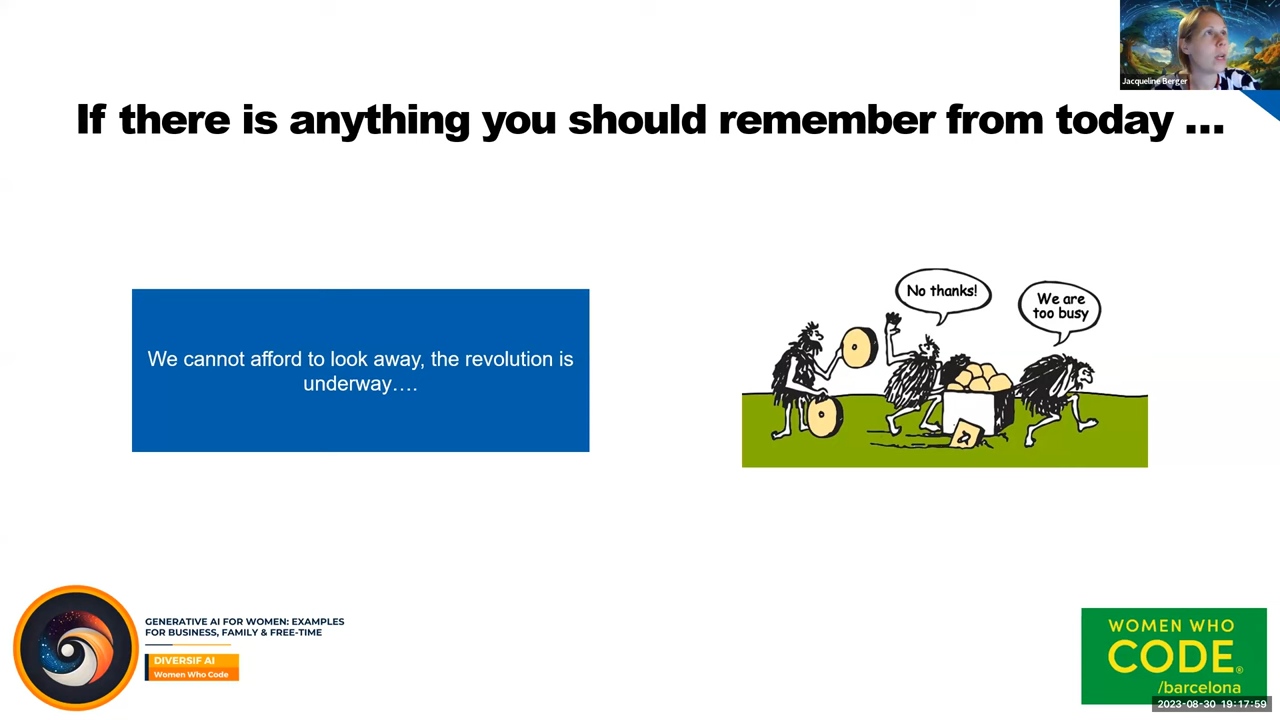 Jacqueline Berger
If there is anything you should remember from today ...
We cannot afford to look away, the revolution is
underway....
No thanks!
We are
too busy
GENERATIVE AI FOR WOMEN: EXAMPLES
FOR BUSINESS, FAMILY & FREE-TIME
DIVERSIF AI
Women Who Code
WOMEN WHO
CODE®
/barcelona
2023-08-30 19:17:59